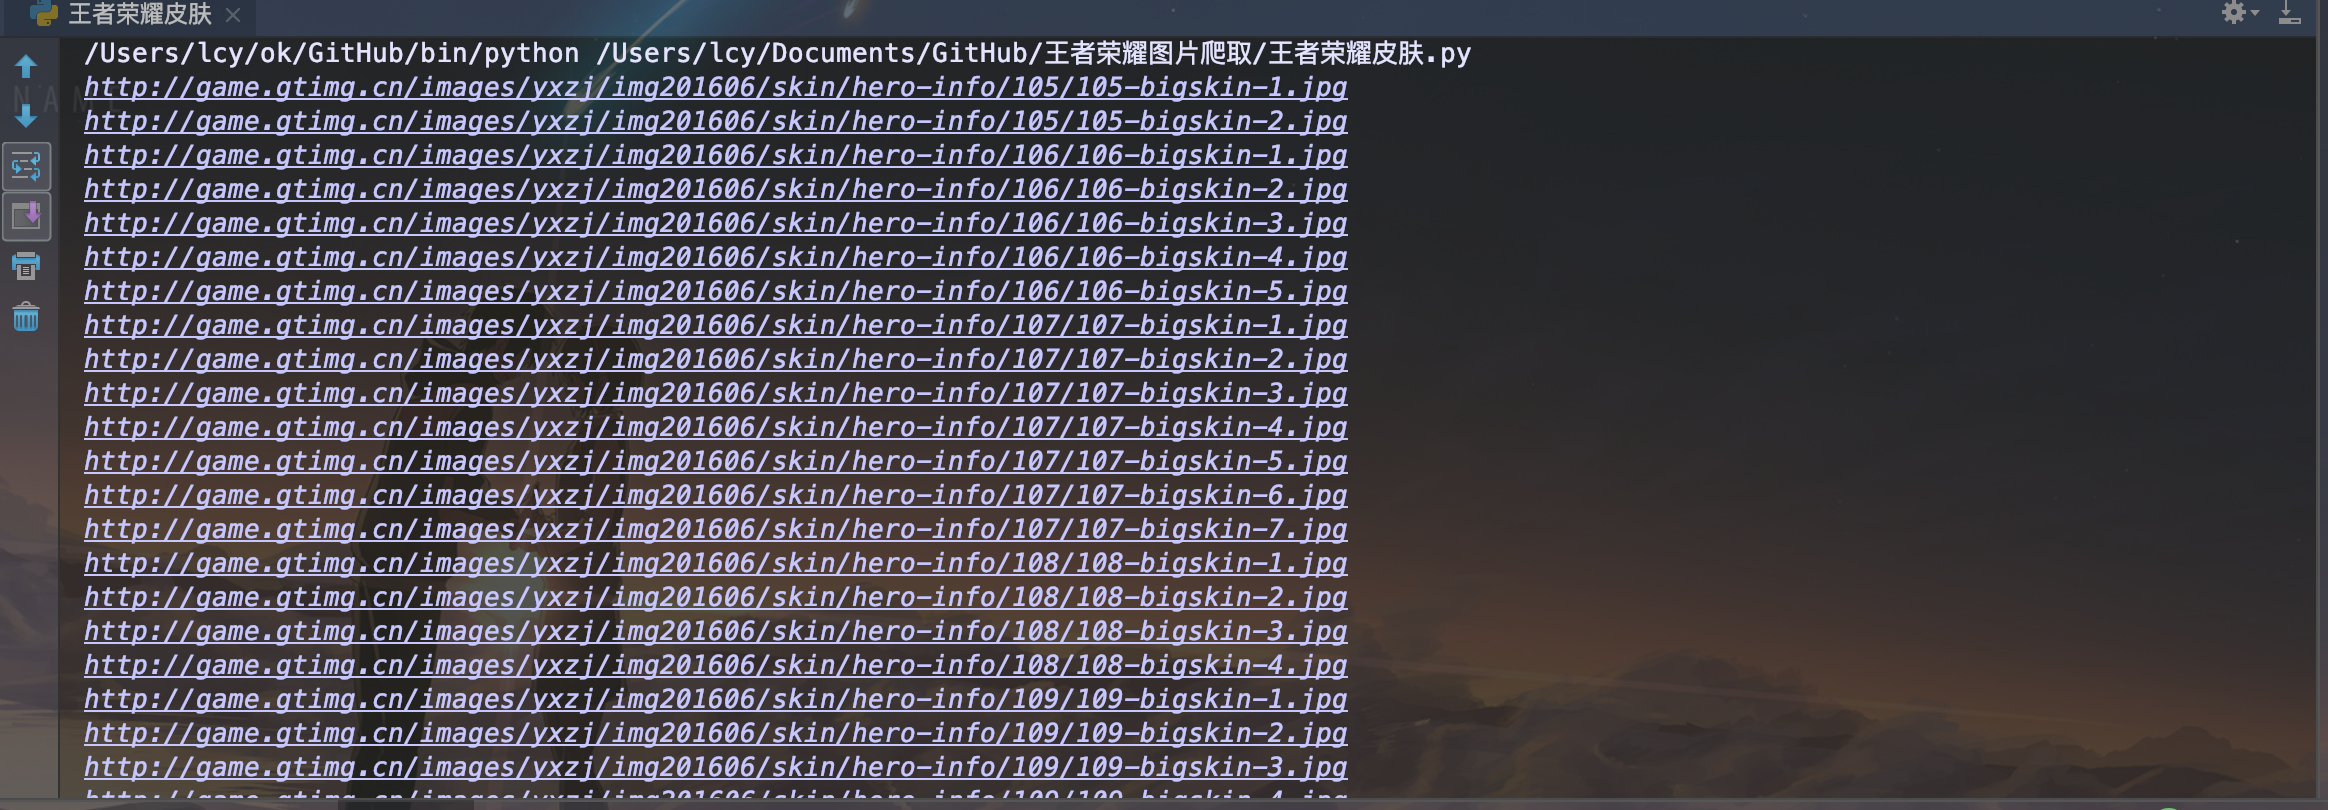 王者荣耀皮肤
/Users/lcy/ok/GitHub/bin/python /Users/lcy/Documents/GitHub/王者荣耀图片爬取/王者荣耀皮肤.py
http://game.gtimg.cn/images/yxzj/img201606/skin/hero-info/105/105-bigskin-1.jpg
http://game.gtimg.cn/images/yxzj/img201606/skin/hero-info/105/105-bigskin-2.jpg
http://game.gtimg.cn/images/yxzj/img201606/skin/hero-info/106/106-bigskin-1.jpg
http://game.gtimg.cn/images/yxzj/img201606/skin/hero-info/106/106-bigskin-2.jpg
http://game.gtimg.cn/images/yxzj/img201606/skin/hero-info/106/106-bigskin-3.jpg
http://game.gtimg.cn/images/yxzj/img201606/skin/hero-info/106/106-bigskin-4.jpg
http://game.gtimg.cn/images/yxzj/img201606/skin/hero-info/106/106-bigskin-5.jpg
http://game.gtimg.cn/images/yxzj/img201606/skin/hero-info/107/107-bigskin-1.jpg
http://game.gtimg.cn/images/yxzj/img201606/skin/hero-info/107/107-bigskin-2.jpg
http://game.gtimg.cn/images/yxzj/img201606/skin/hero-info/107/107-bigskin-3.jpg
http://game.gtimg.cn/images/yxzj/img201606/skin/hero-info/107/107-bigskin-4.jpg
http://game.gtimg.cn/images/yxzj/img201606/skin/hero-info/107/107-bigskin-5.jpg
http://game.gtimg.cn/images/yxzj/img201606/skin/hero-info/107/107-bigskin-6.jpg
http://game.gtimg.cn/images/yxzj/img201606/skin/hero-info/107/107-bigskin-7.jpg
http://game.gtimg.cn/images/yxzj/img201606/skin/hero-info/108/108-bigskin-1.jpg
http://game.gtimg.cn/images/yxzj/img201606/skin/hero-info/108/108-bigskin-2.jpg
http://game.gtimg.cn/images/yxzj/img201606/skin/hero-info/108/108-bigskin-3.jpg
http://game.gtimg.cn/images/yxzj/img201606/skin/hero-info/108/108-bigskin-4.jpg
http://game.gtimg.cn/images/yxzj/img201606/skin/hero-info/109/109-bigskin-1.jpg
http://game.gtimg.cn/images/yxzj/img201606/skin/hero-info/109/109-bigskin-2.jpg
http://game.gtimg.cn/images/yxzj/img201606/skin/hero-info/109/109-bigskin-3.jpg